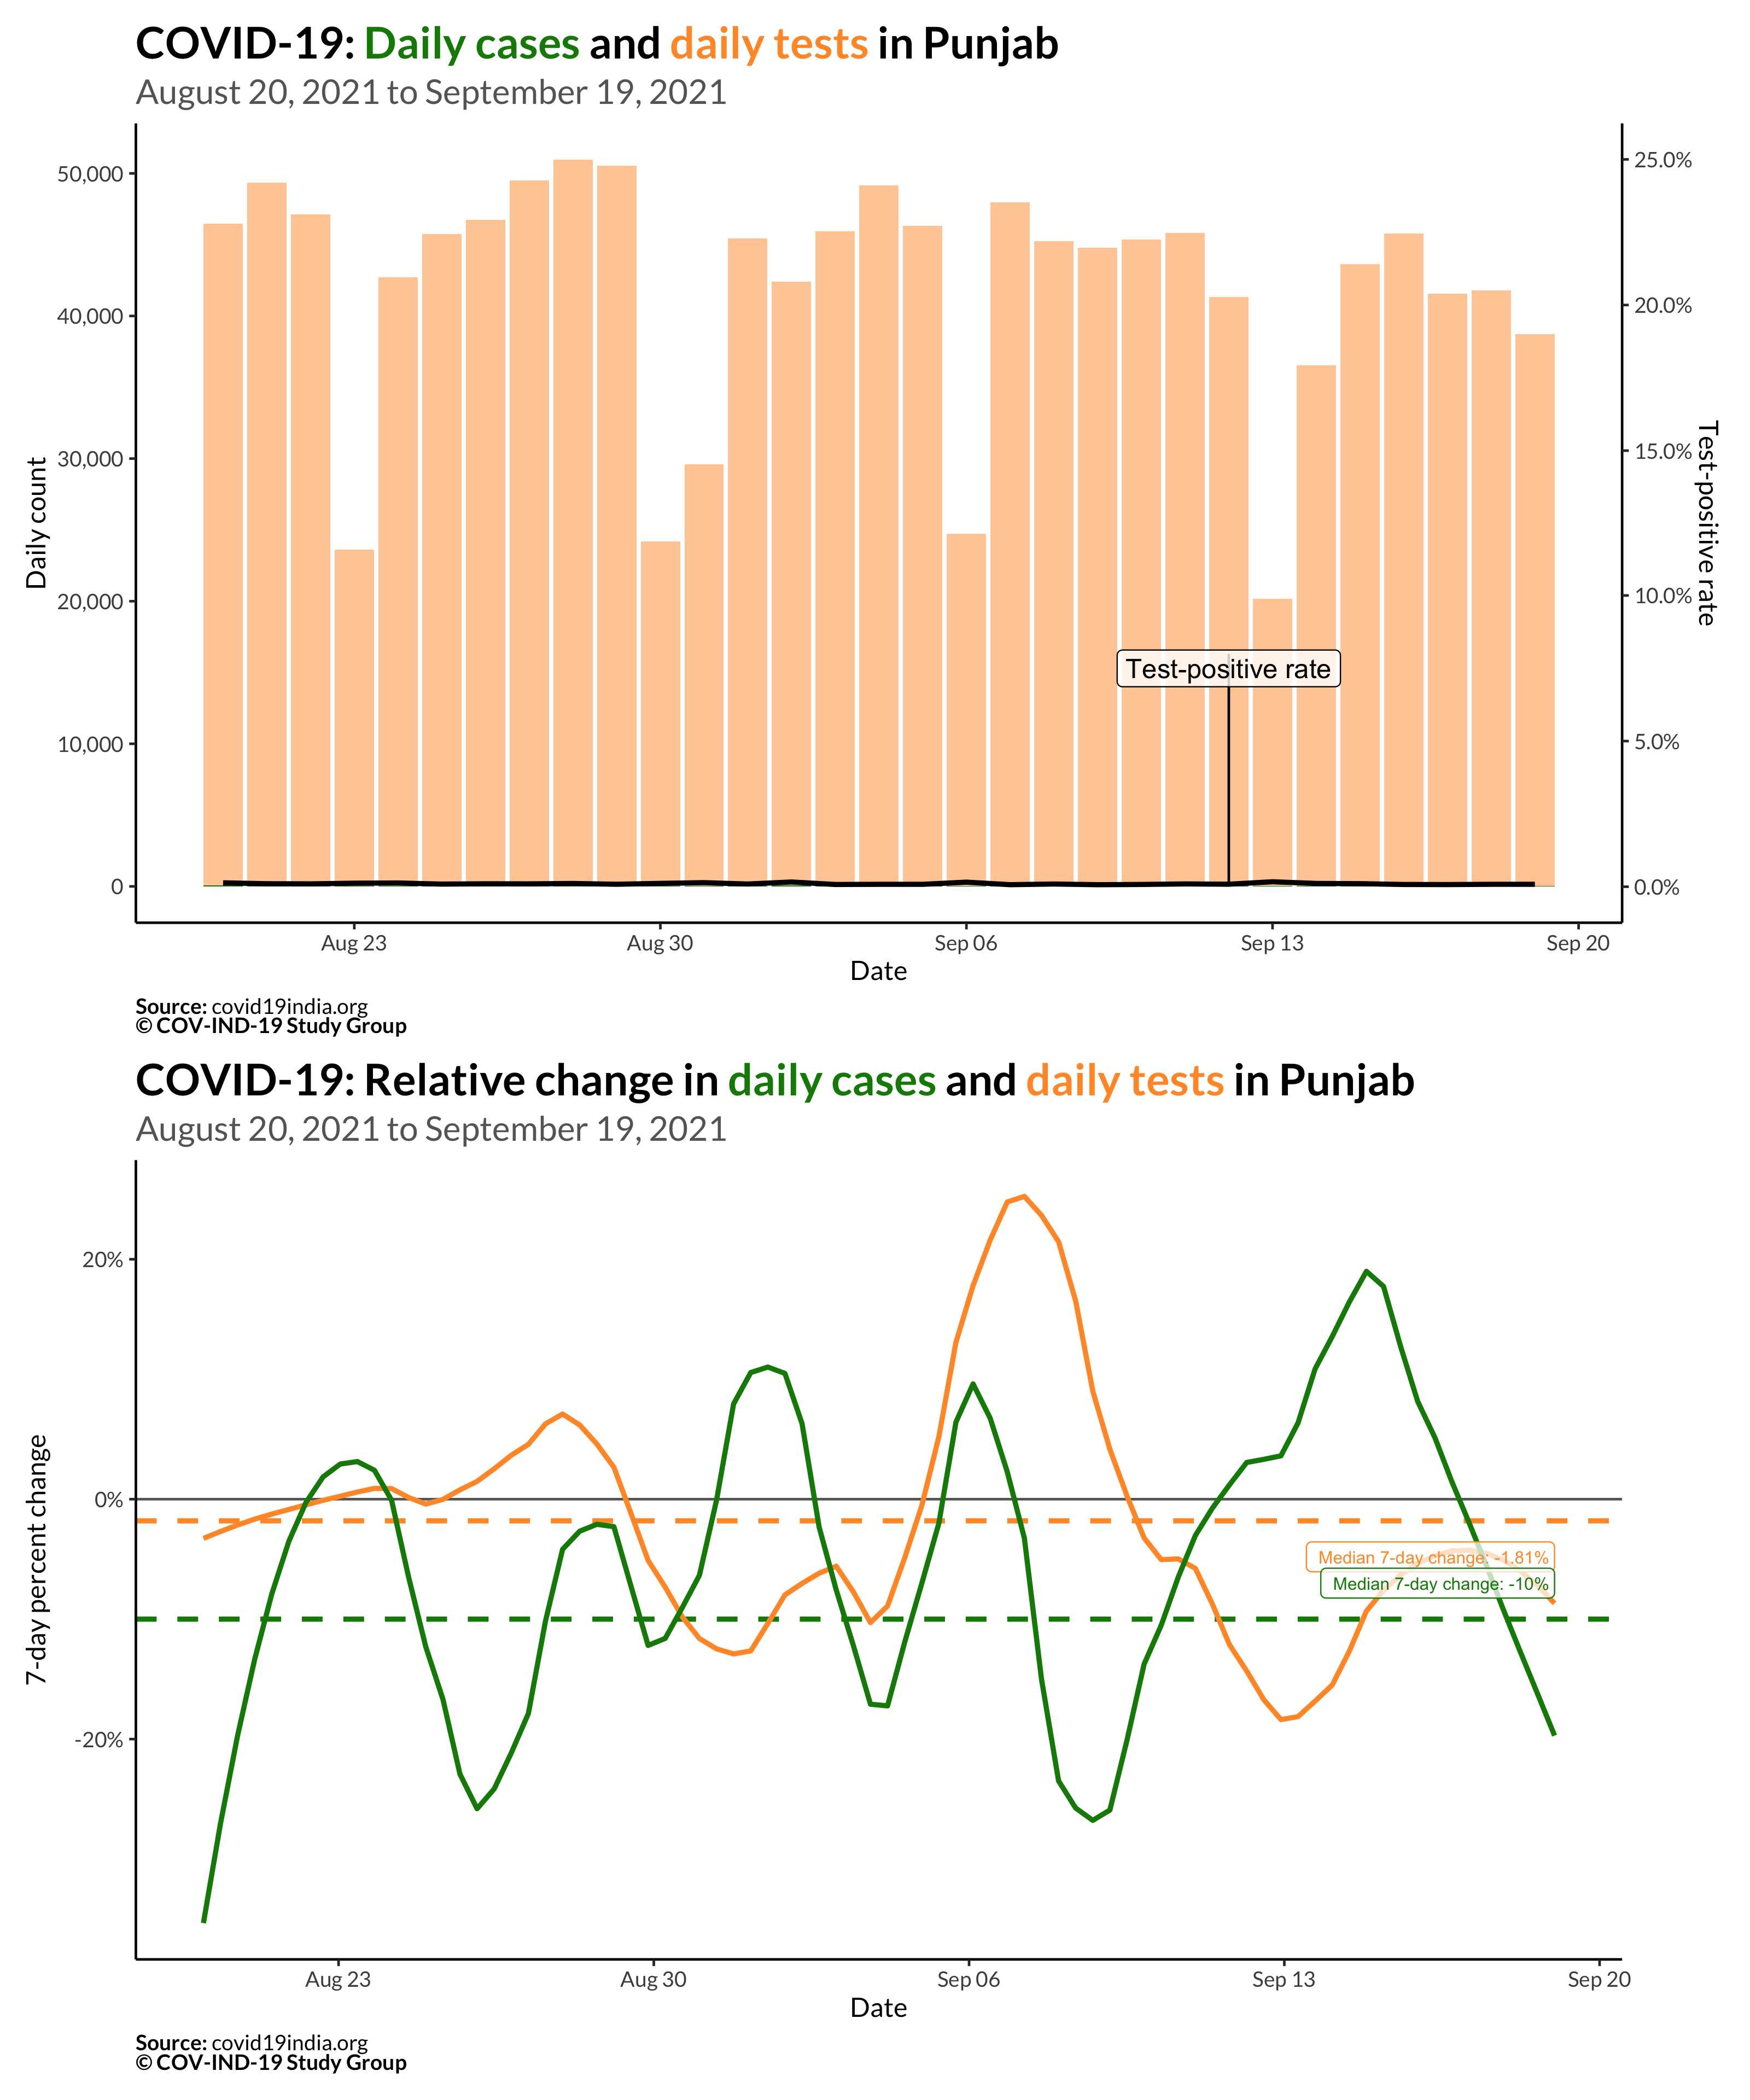 COVID-19: Daily cases and daily tests in Punjab
August 20, 2021 to September 19, 2021
50,000
40,000
30,000
20,000
10,000
0
Daily count
25.0%
20.0%
15.0%
10.0%
5.0%
0.0%
Test-positive rate
Test-positive rate
Aug 23
Aug 30
Sep 06
Sep 13
Sep 20
Date
Source: covid19india.org
© COV-IND-19 Study Group
COVID-19: Relative change in daily cases and daily tests in Punjab
August 20, 2021 to September 19, 2021
20%
0%
-20%
7-day percent change
Median 7-day change: -1.81%
Median 7-day change: -10%
Aug 23
Aug 30
Sep 06
Sep 13
Sep 20
Date
Source: covid19india.org
© COV-IND-19 Study Group